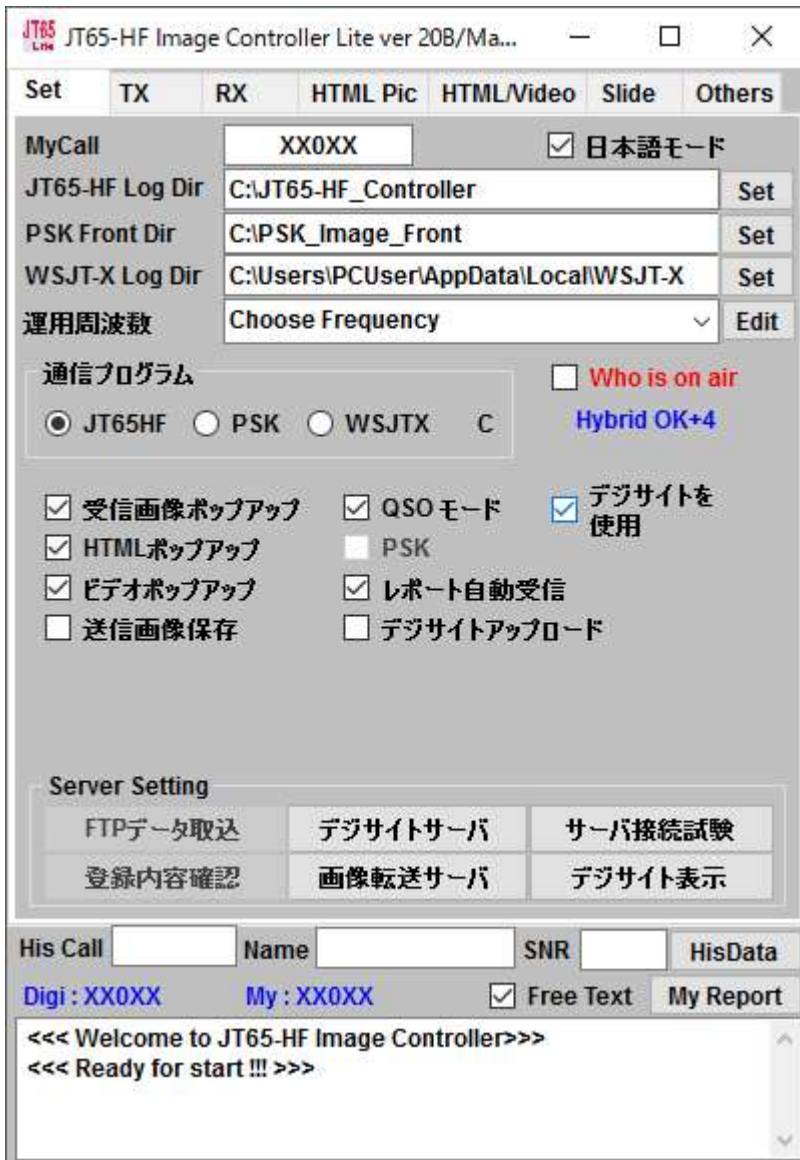 JT65 Lite JT65-HF Image Controller Lite ver 20B/Ma...
Set TX RX HTML Pic HTML/Video Slide Others
MyCall XX0XX 日本語モード
JT65-HF Log Dir C:\JT65-HF_Controller Set
PSK Front Dir C:\PSK_Image_Front Set
WSJT-X Log Dir C:\Users\PCUser\AppData\Local\WSJT-X Set
運用周波数 Choose Frequency Edit
通信プログラム Who is on air
JT65HF PSK WSJTX C Hybrid OK+4
受信画像ポップアップ QSO モード デジサイトを
使用
HTMLポップアップ PSK
ビデオポップアップ レポート自動受信
送信画像保存 デジサイトアップロード
Server Setting
FTPデータ取込 デジサイトサーバ サーバ接続試験
登録内容確認 画像転送サーバ デジサイト表示
His Call Name SNR HisData
Digi : XX0XX My : XX0XX Free Text My Report
<<< Welcome to JT65-HF Image Controller>>>
<<< Ready for start !!! >>>